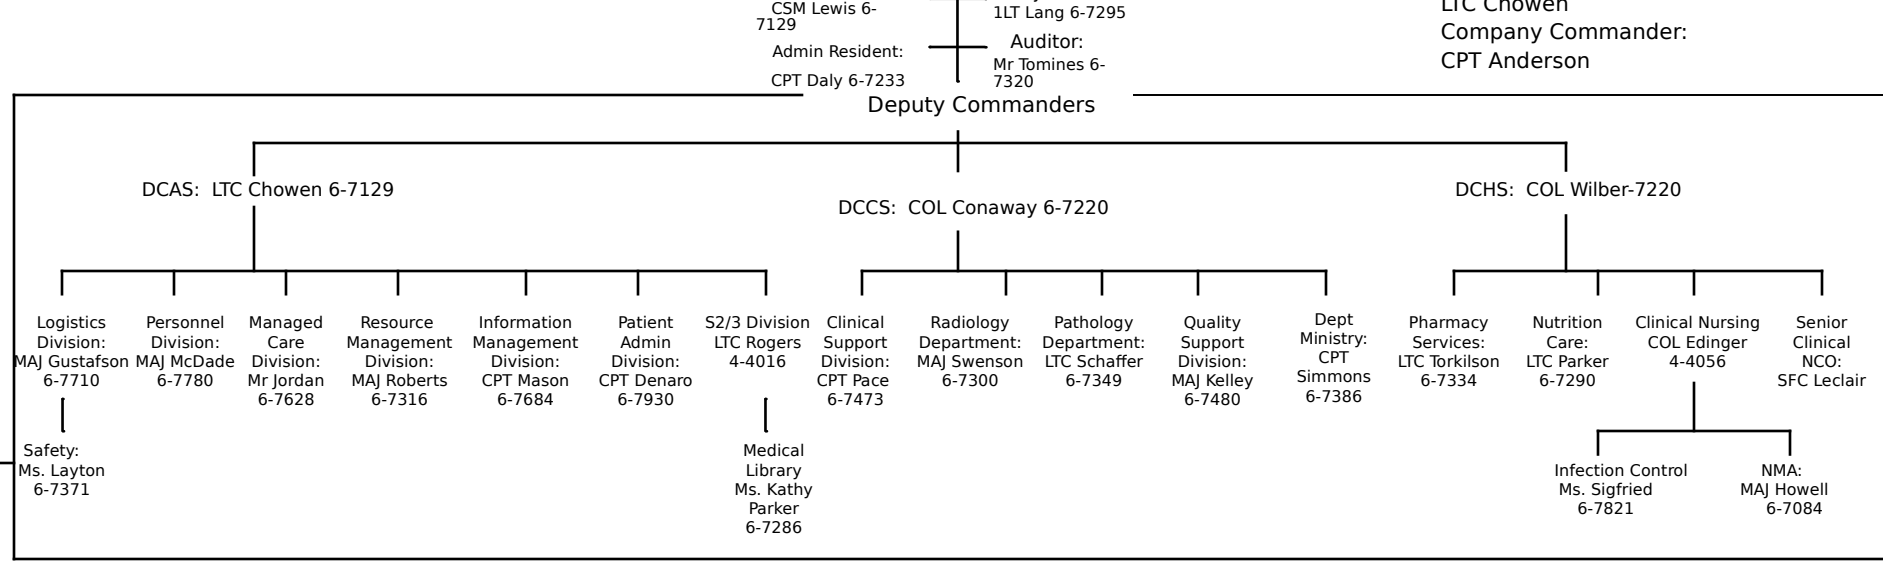 CSM Lewis 6-
7129
Admin Resident:
CPT Daly 6-7233
1LT Lang 6-7295
Auditor:
Mr Tomines 6-
7320
LTC Chowen
Company Commander:
CPT Anderson
Deputy Commanders
DCAS:  LTC Chowen 6-7129
DCCS:  COL Conaway 6-7220
DCHS:  COL Wilber-7220
Logistics
Division:
MAJ Gustafson
6-7710
Personnel
Division:
MAJ McDade
6-7780
Managed
Care
Division:
Mr Jordan
6-7628
Resource
Management
Division:
MAJ Roberts
6-7316
Information
Management
Division:
CPT Mason
6-7684
Patient
Admin
Division:
CPT Denaro
6-7930
S2/3 Division
LTC Rogers
4-4016
Clinical
Support
Division:
CPT Pace
6-7473
Radiology
Department:
MAJ Swenson
6-7300
Pathology
Department:
LTC Schaffer
6-7349
Quality
Support
Division:
MAJ Kelley
6-7480
Dept
Ministry:
CPT
Simmons
6-7386
Pharmacy
Services:
LTC Torkilson
6-7334
Nutrition
Care:
LTC Parker
6-7290
Clinical Nursing
COL Edinger
4-4056
Senior
Clinical
NCO:
SFC Leclair
Safety:
Ms. Layton
6-7371
Medical
Library
Ms. Kathy
Parker
6-7286
Infection Control
Ms. Sigfried
6-7821
NMA:
MAJ Howell
6-7084